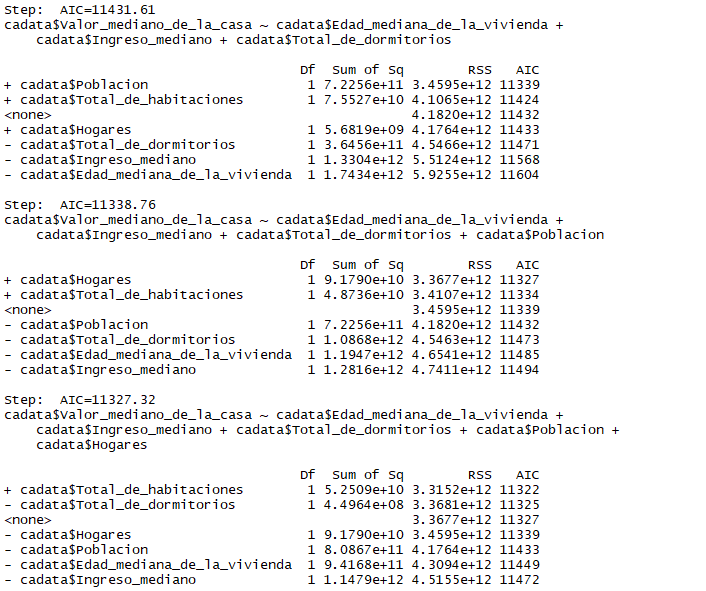 Step:  AIC=11431.61
cadata$Valor_mediano_de_la_casa ~ cadata$Edad_mediana_de_la_vivienda +
    cadata$Ingreso_mediano + cadata$Total_de_dormitorios

                                     Df  Sum of Sq        RSS   AIC
+ cadata$Poblacion                    1 7.2256e+11 3.4595e+12 11339
+ cadata$Total_de_habitaciones        1 7.5527e+10 4.1065e+12 11424
<none>                                             4.1820e+12 11432
+ cadata$Hogares                      1 5.6819e+09 4.1764e+12 11433
- cadata$Total_de_dormitorios         1 3.6456e+11 4.5466e+12 11471
- cadata$Ingreso_mediano              1 1.3304e+12 5.5124e+12 11568
- cadata$Edad_mediana_de_la_vivienda  1 1.7434e+12 5.9255e+12 11604

Step:  AIC=11338.76
cadata$Valor_mediano_de_la_casa ~ cadata$Edad_mediana_de_la_vivienda +
    cadata$Ingreso_mediano + cadata$Total_de_dormitorios + cadata$Poblacion

                                     Df  Sum of Sq        RSS   AIC
+ cadata$Hogares                      1 9.1790e+10 3.3677e+12 11327
+ cadata$Total_de_habitaciones        1 4.8736e+10 3.4107e+12 11334
<none>                                             3.4595e+12 11339
- cadata$Poblacion                    1 7.2256e+11 4.1820e+12 11432
- cadata$Total_de_dormitorios         1 1.0868e+12 4.5463e+12 11473
- cadata$Edad_mediana_de_la_vivienda  1 1.1947e+12 4.6541e+12 11485
- cadata$Ingreso_mediano              1 1.2816e+12 4.7411e+12 11494

Step:  AIC=11327.32
cadata$Valor_mediano_de_la_casa ~ cadata$Edad_mediana_de_la_vivienda +
    cadata$Ingreso_mediano + cadata$Total_de_dormitorios + cadata$Poblacion +
    cadata$Hogares

                                     Df  Sum of Sq        RSS   AIC
+ cadata$Total_de_habitaciones        1 5.2509e+10 3.3152e+12 11322
- cadata$Total_de_dormitorios         1 4.4964e+08 3.3681e+12 11325
<none>                                             3.3677e+12 11327
- cadata$Hogares                      1 9.1790e+10 3.4595e+12 11339
- cadata$Poblacion                    1 8.0867e+11 4.1764e+12 11433
- cadata$Edad_mediana_de_la_vivienda  1 9.4168e+11 4.3094e+12 11449
- cadata$Ingreso_mediano              1 1.1479e+12 4.5155e+12 11472